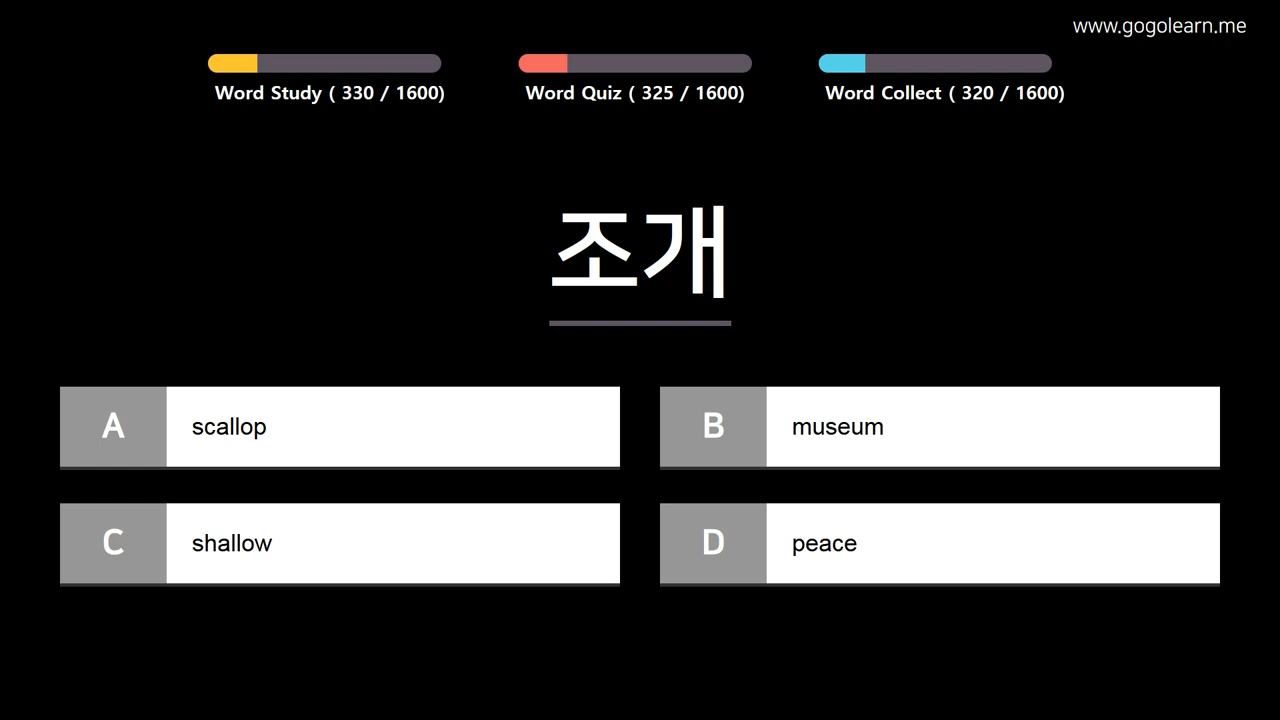 www.gogolearn.me
Word Study ( 330 / 1600)
Word Quiz ( 325 / 1600)
Word Collect ( 320 / 1600)
조개
A scallop
B museum
C shallow
D peace